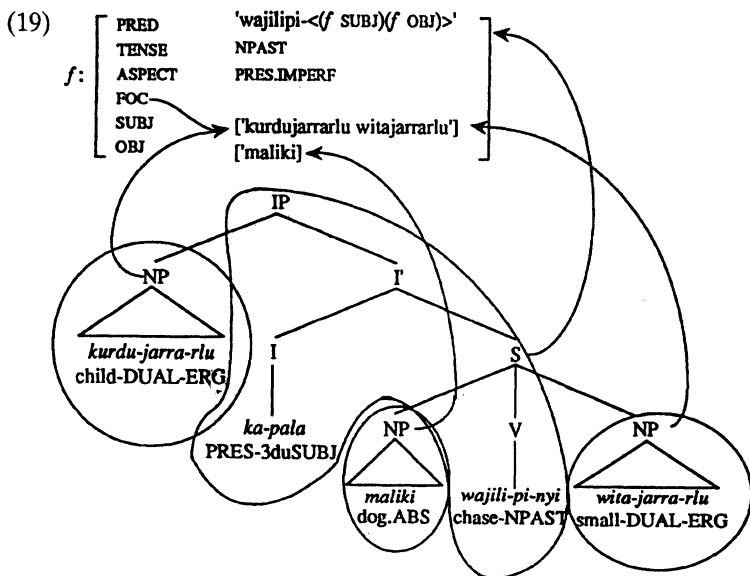 (19)
PRED 'wajilipi-<(f SUBJ)(f OBJ)>'
TENSE NPAST
f: ASPECT PRES.IMPERF
FOC
SUBJ ['kurdujarrarlu witajarrarlu']
OBJ ['maliki]
IP
NP I'
kurdu-jarra-rlu I S
child-DUAL-ERG
ka-pala NP V NP
PRES-3duSUBJ
maliki wajili-pi-nyi wita-jarra-rlu
dog.ABS chase-NPAST small-DUAL-ERG